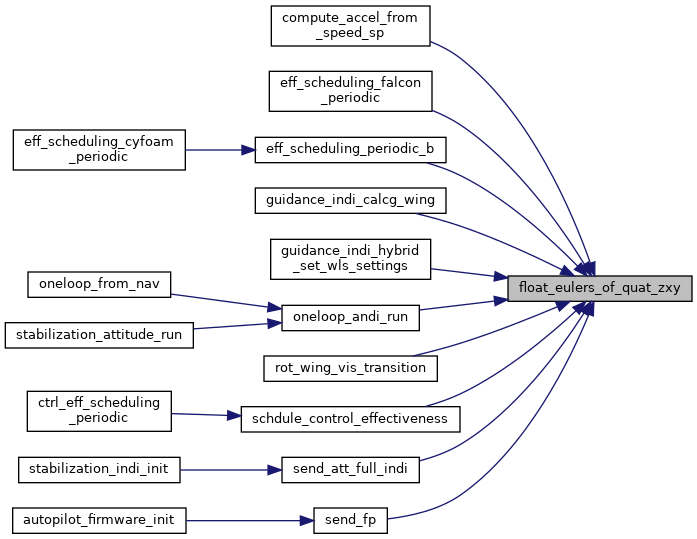 compute_accel_from
_speed_sp
eff_scheduling_falcon
_periodic
eff_scheduling_cyfoam
_periodic
eff_scheduling_periodic_b
guidance_indi_calcg_wing
guidance_indi_hybrid
_set_wls_settings
float_eulers_of_quat_zxy
oneloop_from_nav
oneloop_andi_run
stabilization_attitude_run
rot_wing_vis_transition
ctrl_eff_scheduling
_periodic
schdule_control_effectiveness
stabilization_indi_init
send_att_full_indi
autopilot_firmware_init
send_fp